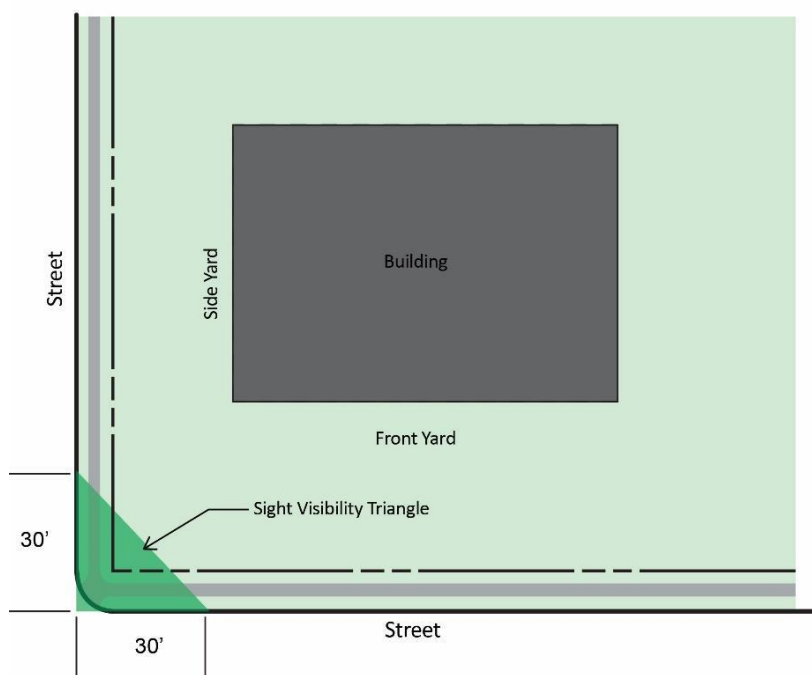 Building
Street
Side Yard
Front Yard
Sight Visibility Triangle
30’
Street
30’